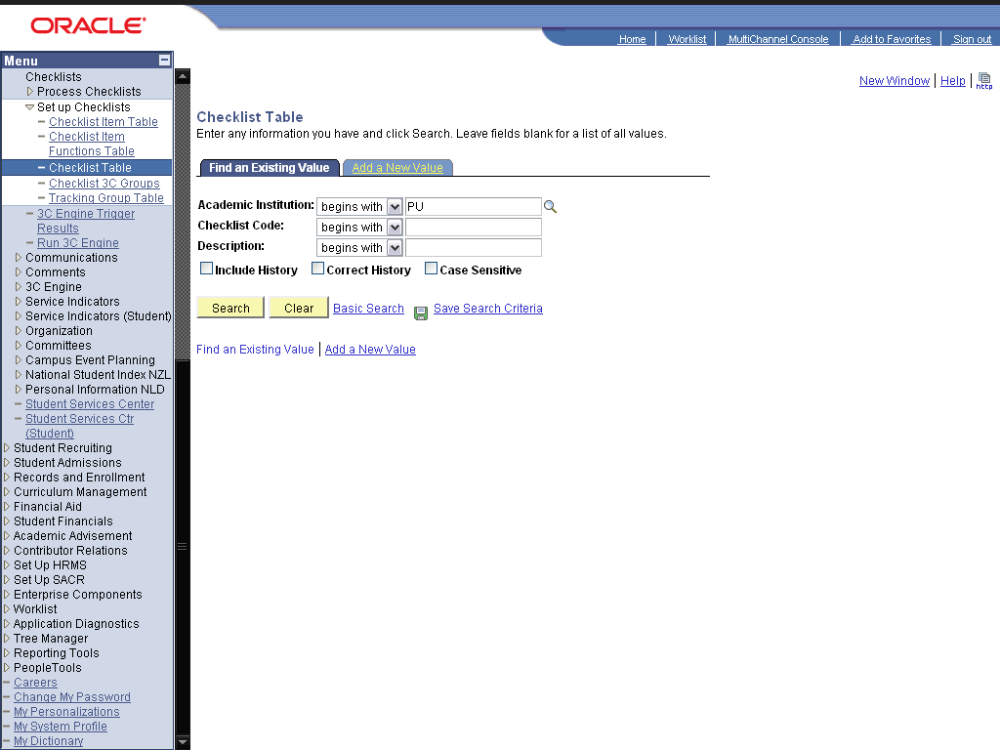 ORACLE
Home Worklist MultiChannel Console Add to Favorites Sign out
Menu
Checklists
Process Checklists
Set up Checklists
Checklist Item Table
Checklist Item
Functions Table
Checklist Table
Checklist 3C Groups
Tracking Group Table
3C Engine Trigger
Results
Run 3C Engine
Communications
Comments
3C Engine
Service Indicators
Service Indicators (Student)
Organization
Committees
Campus Event Planning
National Student Index NZL
Personal Information NLD
Student Services Center
Student Services Ctr
(Student)
Student Recruiting
Student Admissions
Records and Enrollment
Curriculum Management
Financial Aid
Student Financials
Academic Advisement
Contributor Relations
Set Up HRMS
Set Up SACR
Enterprise Components
Worklist
Application Diagnostics
Tree Manager
Reporting Tools
PeopleTools
Careers
Change My Password
My Personalizations
My System Profile
My Dictionary
New Window Help http
Checklist Table
Enter any information you have and click Search. Leave fields blank for a list of all values.
Find an Existing Value Add a New Value
Academic Institution: begins with PU
Checklist Code: begins with
Description: begins with
Include History Correct History Case Sensitive
Search Clear Basic Search Save Search Criteria
Find an Existing Value Add a New Value